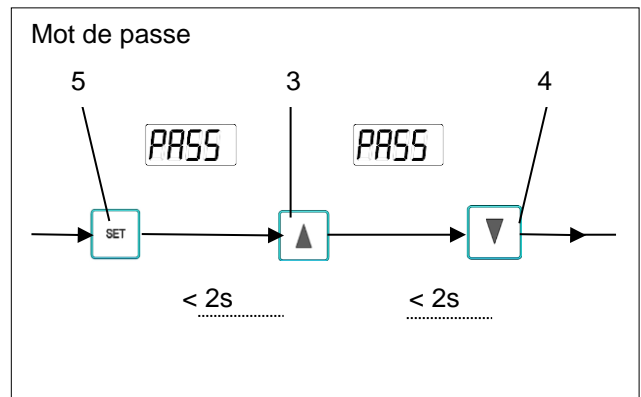 Mot de passe
5 3 4
PASS PASS
SET
< 2s < 2s